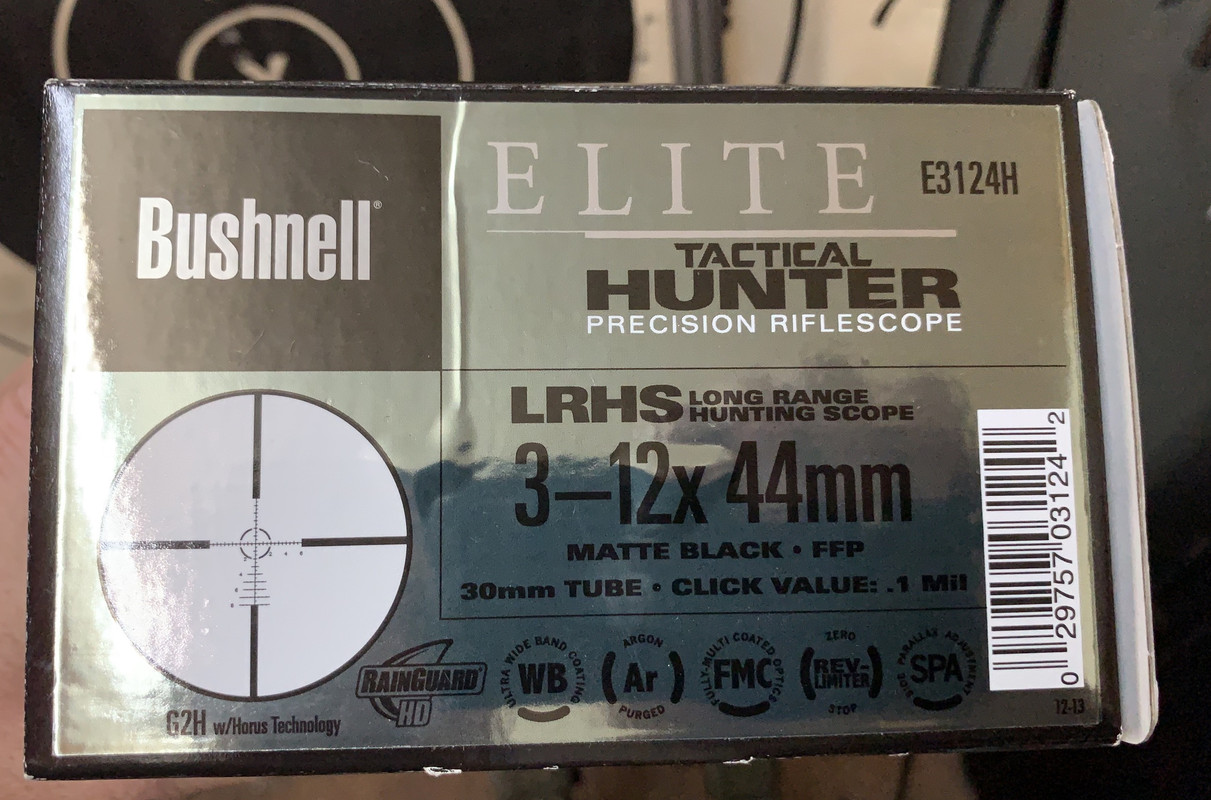 Bushnell®
ELITE
E3124H
TACTICAL
HUNTER
PRECISION RIFLESCOPE
LRHS LONG RANGE
HUNTING SCOPE
3–12x 44mm
MATTE BLACK • FFP
30mm TUBE • CLICK VALUE: .1 Mil
G2H w/Horus Technology
RAINGUARD®
HD
ULTRA WIDE BAND COATING
WB
ARGON
Ar
PURGED
FULLY-MULTI COATED OPTICS
FMC
ZERO
REV-
LIMITER
STOP
SIDE PARALLAX ADJUSTMENT
SPA
0 29757 03124 2
12-13